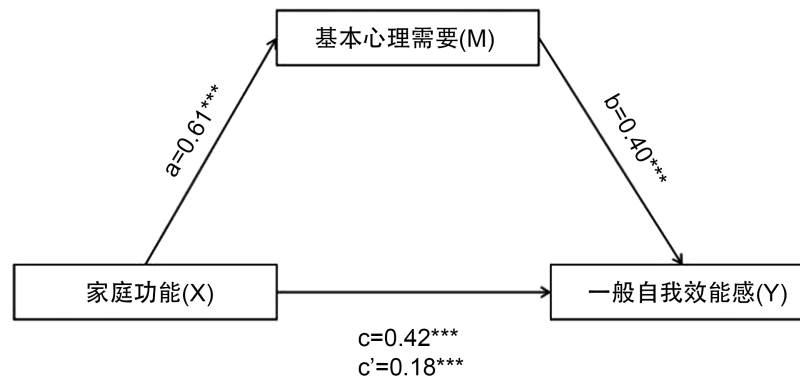 基本心理需要(M)
a=0.61***
b=0.40***
家庭功能(X)
一般自我效能感(Y)
c=0.42***
c’=0.18***